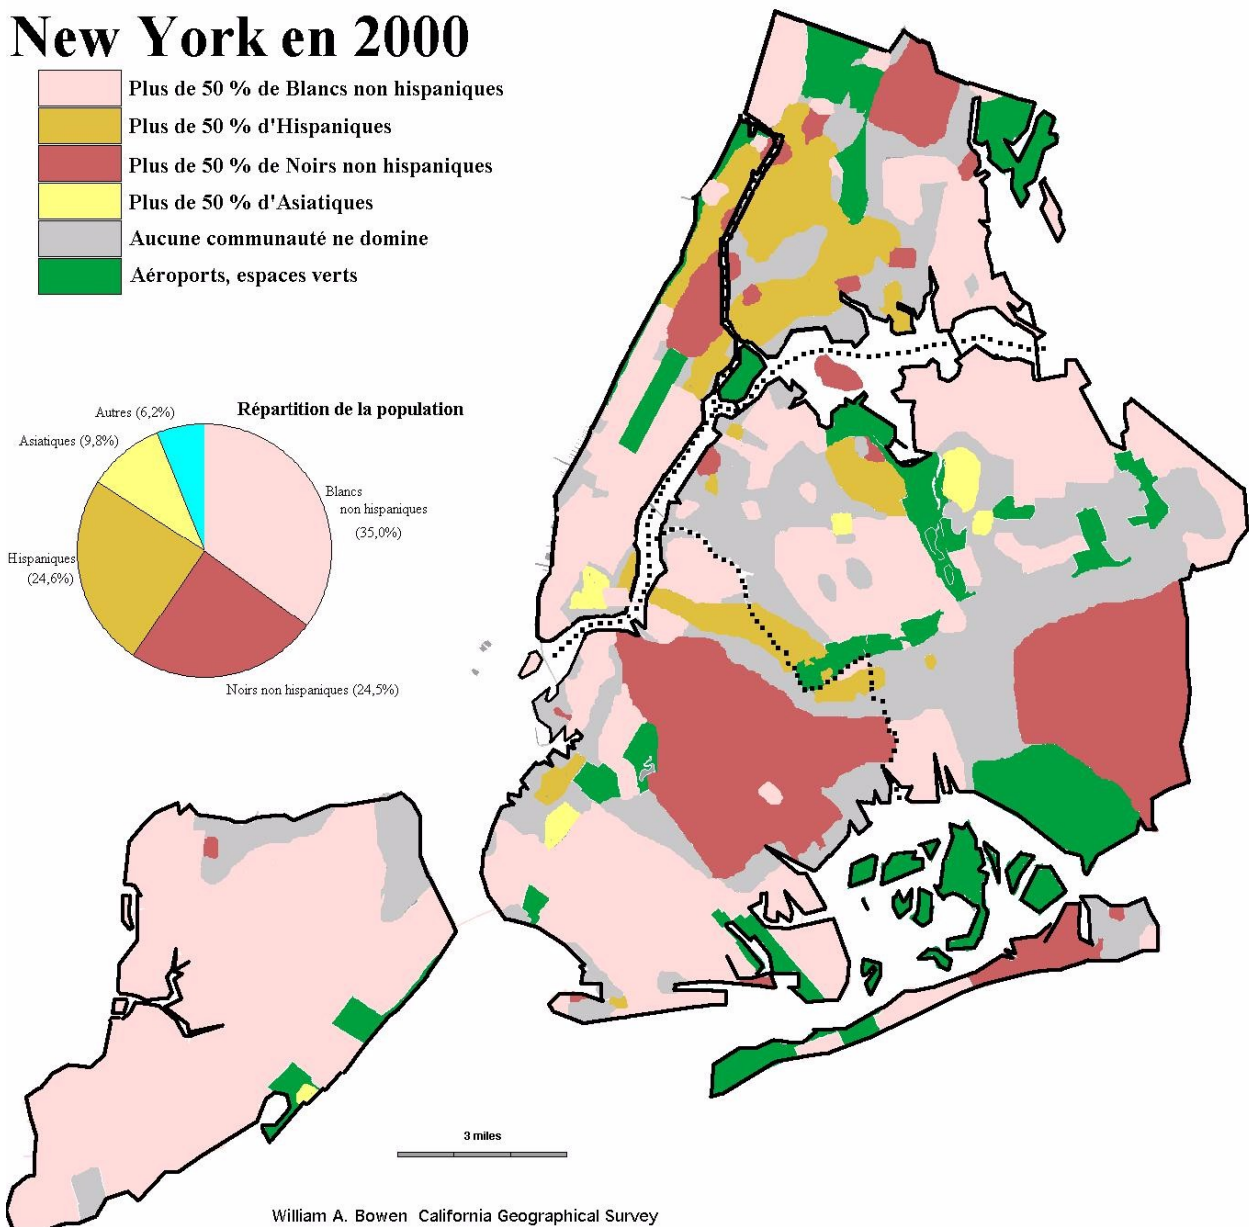 New York en 2000
Plus de 50 % de Blancs non hispaniques
Plus de 50 % d'Hispaniques
Plus de 50 % de Noirs non hispaniques
Plus de 50 % d'Asiatiques
Aucune communauté ne domine
Aéroports, espaces verts
Répartition de la population
Autres (6,2%)
Asiatiques (9,8%)
Blancs
non hispaniques
(35,0%)
Hispaniques
(24,6%)
Noirs non hispaniques (24,5%)
3 miles
William A. Bowen California Geographical Survey